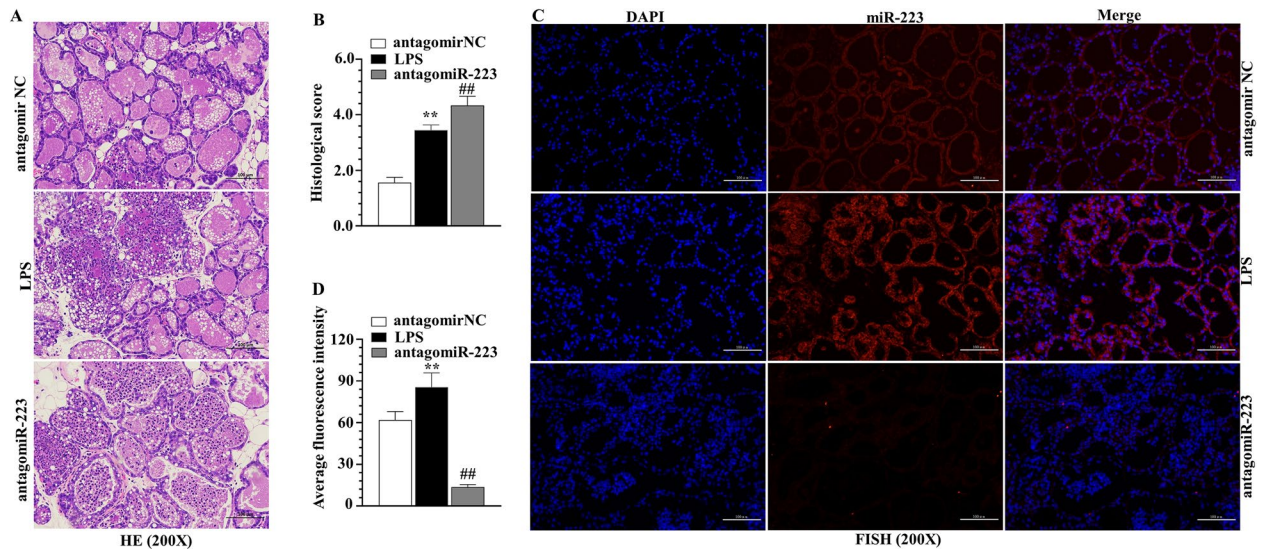 A
antagomir NC
LPS
antagomiR-223
100 μm
HE (200X)
B
antagomirNC
LPS
antagomiR-223
Histological score
6.0
4.0
2.0
0.0
**
##
D
antagomirNC
LPS
antagomiR-223
Average fluorescence intensity
120
90
60
30
0
**
##
C
DAPI
miR-223
Merge
antagomir NC
LPS
antagomiR-223
FISH (200X)